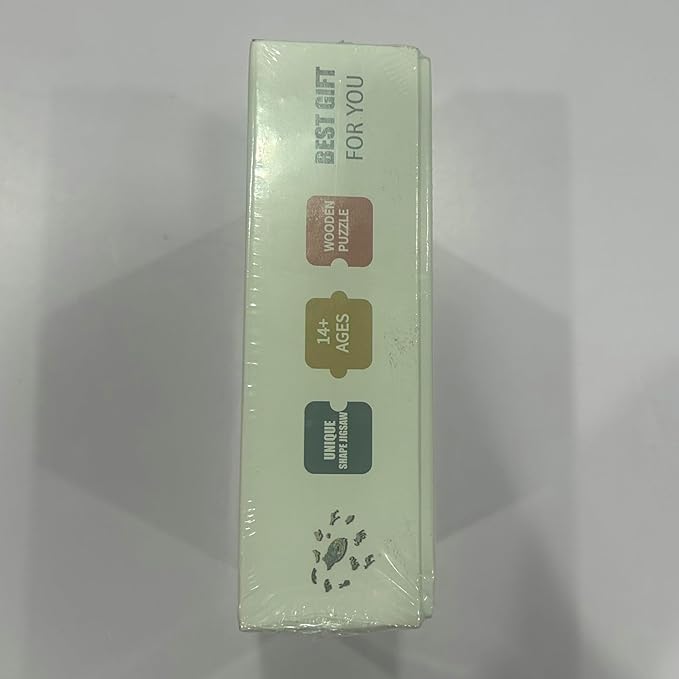 BEST GIFT
FOR YOU
WOODEN
PUZZLE
14+
AGES
UNIQUE
SHAPE JIGSAW